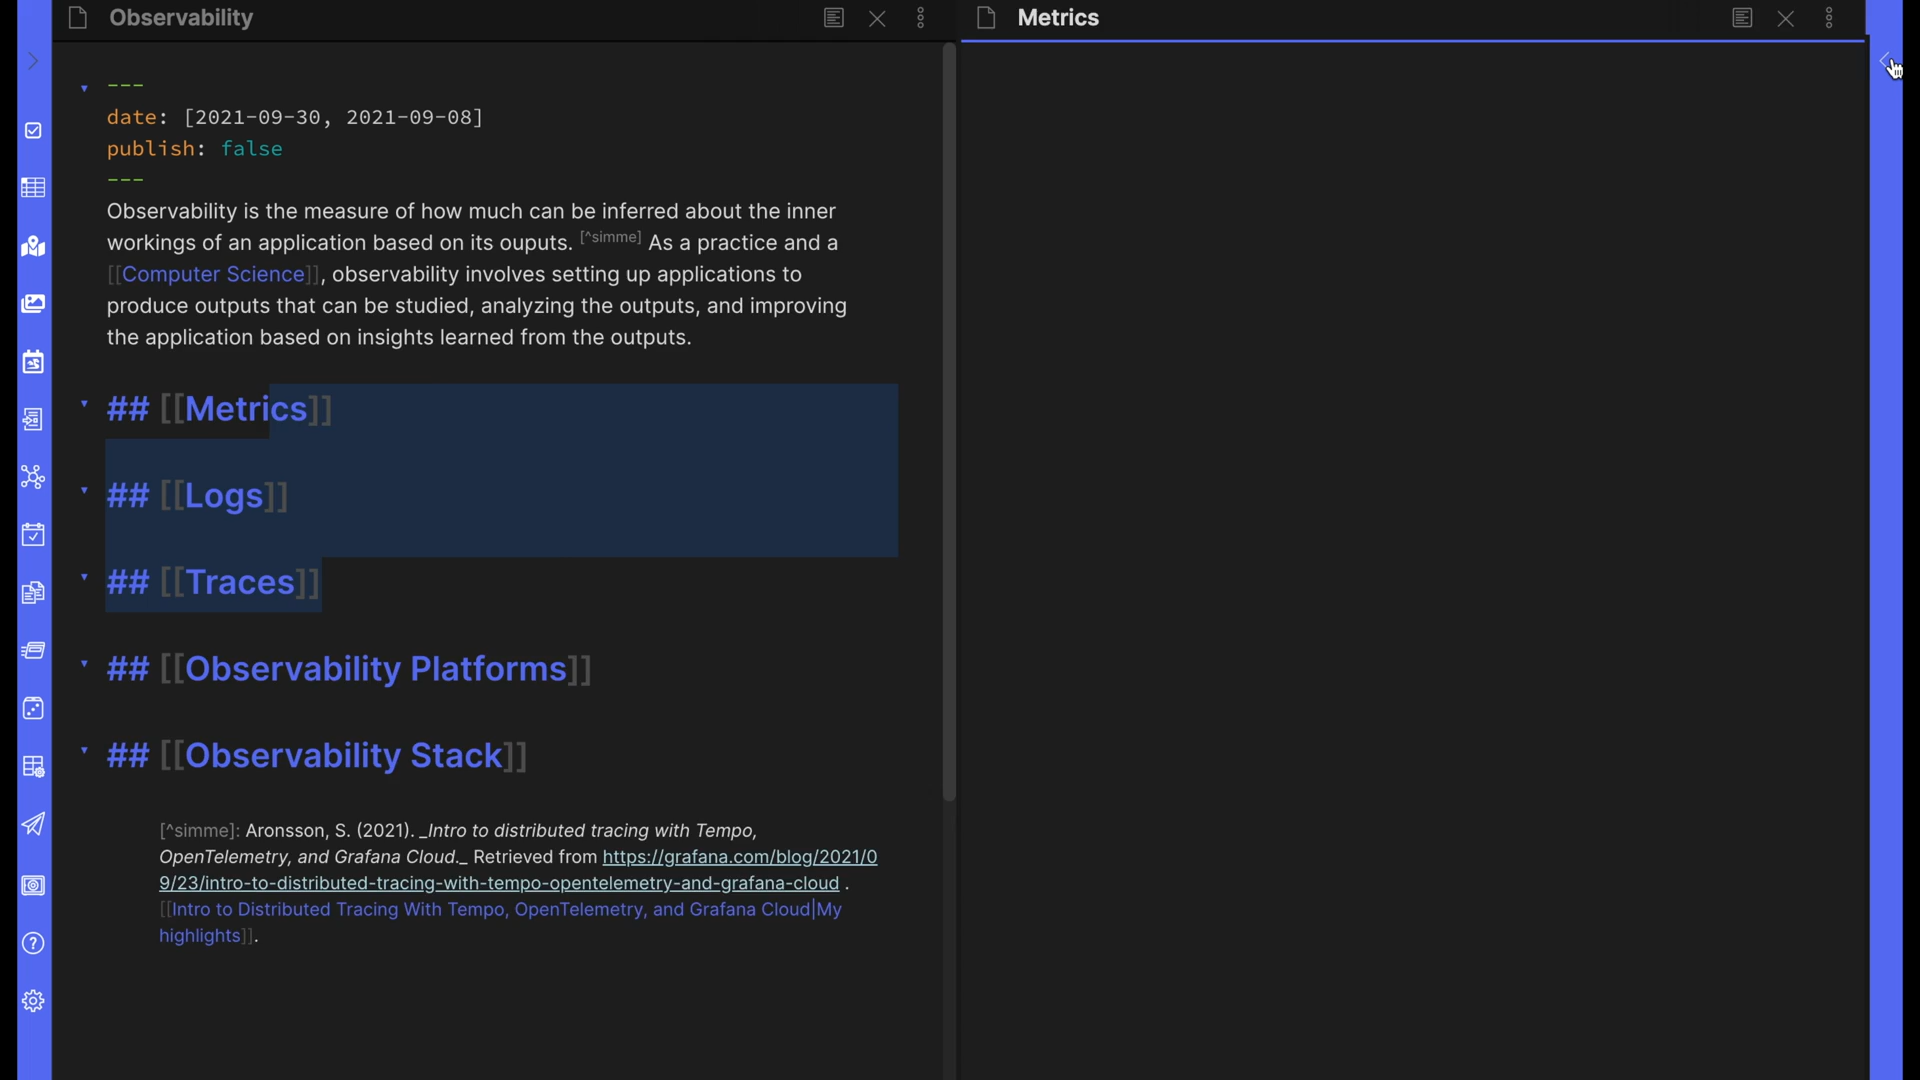 Observability
Metrics
---
date: [2021-09-30, 2021-09-08]
publish: false
---
Observability is the measure of how much can be inferred about the inner
workings of an application based on its ouputs. [^simme] As a practice and a
[[Computer Science]], observability involves setting up applications to
produce outputs that can be studied, analyzing the outputs, and improving
the application based on insights learned from the outputs.
## [[Metrics]]
## [[Logs]]
## [[Traces]]
## [[Observability Platforms]]
## [[Observability Stack]]
[^simme]: Aronsson, S. (2021). _Intro to distributed tracing with Tempo,
OpenTelemetry, and Grafana Cloud._ Retrieved from https://grafana.com/blog/2021/0
9/23/intro-to-distributed-tracing-with-tempo-opentelemetry-and-grafana-cloud .
[[Intro to Distributed Tracing With Tempo, OpenTelemetry, and Grafana Cloud|My
highlights]].